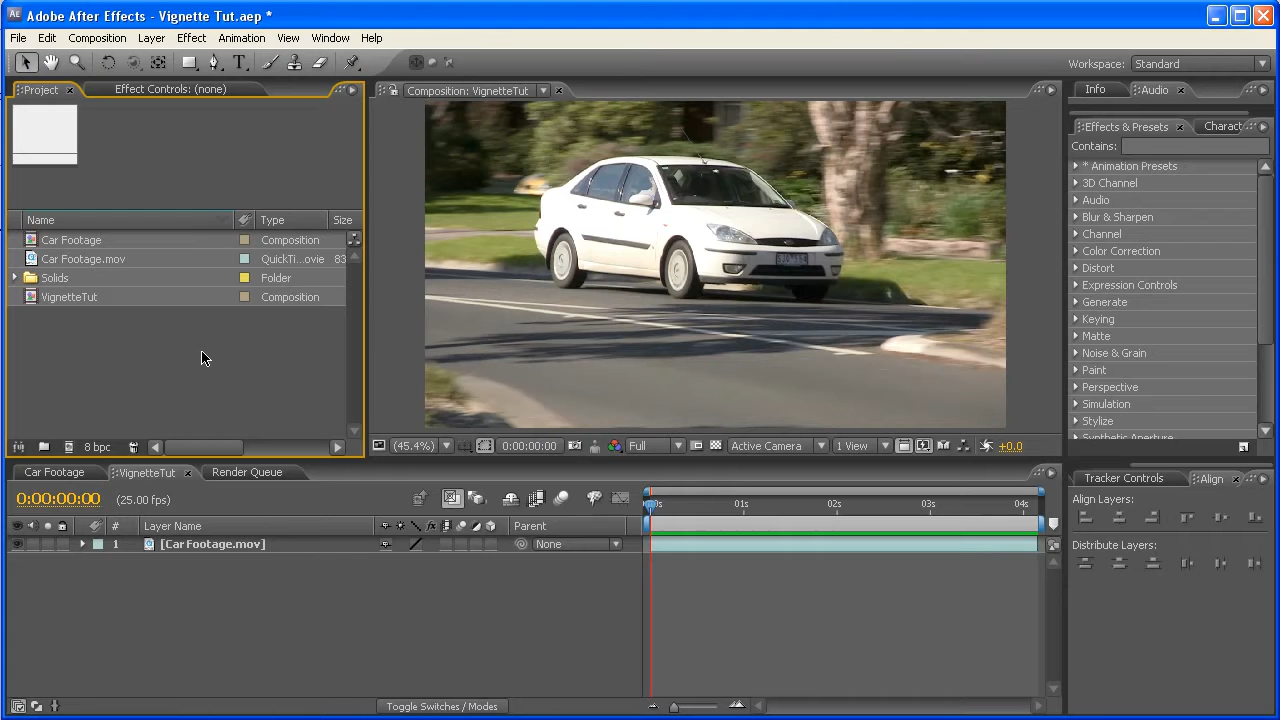 Adobe After Effects - Vignette Tut.aep *
File Edit Composition Layer Effect Animation View Window Help
Workspace: Standard
Project Effect Controls: (none)
Composition: VignetteTut
Info Audio
Effects & Presets Charact
Contains:
* Animation Presets
3D Channel
Audio
Blur & Sharpen
Channel
Color Correction
Distort
Expression Controls
Generate
Keying
Matte
Noise & Grain
Paint
Perspective
Simulation
Stylize
Synthetic Aperture
Name Type Size
Car Footage Composition
Car Footage.mov QuickTi...ovie 83
Solids Folder
VignetteTut Composition
8 bpc
(45.4%) 0:00:00:00 Full Active Camera 1 View +0.0
Car Footage VignetteTut Render Queue
0:00:00:00 (25.00 fps)
01s 02s 03s 04s
# Layer Name Parent
1 [Car Footage.mov] None
Toggle Switches / Modes
Tracker Controls Align
Align Layers:
Distribute Layers: